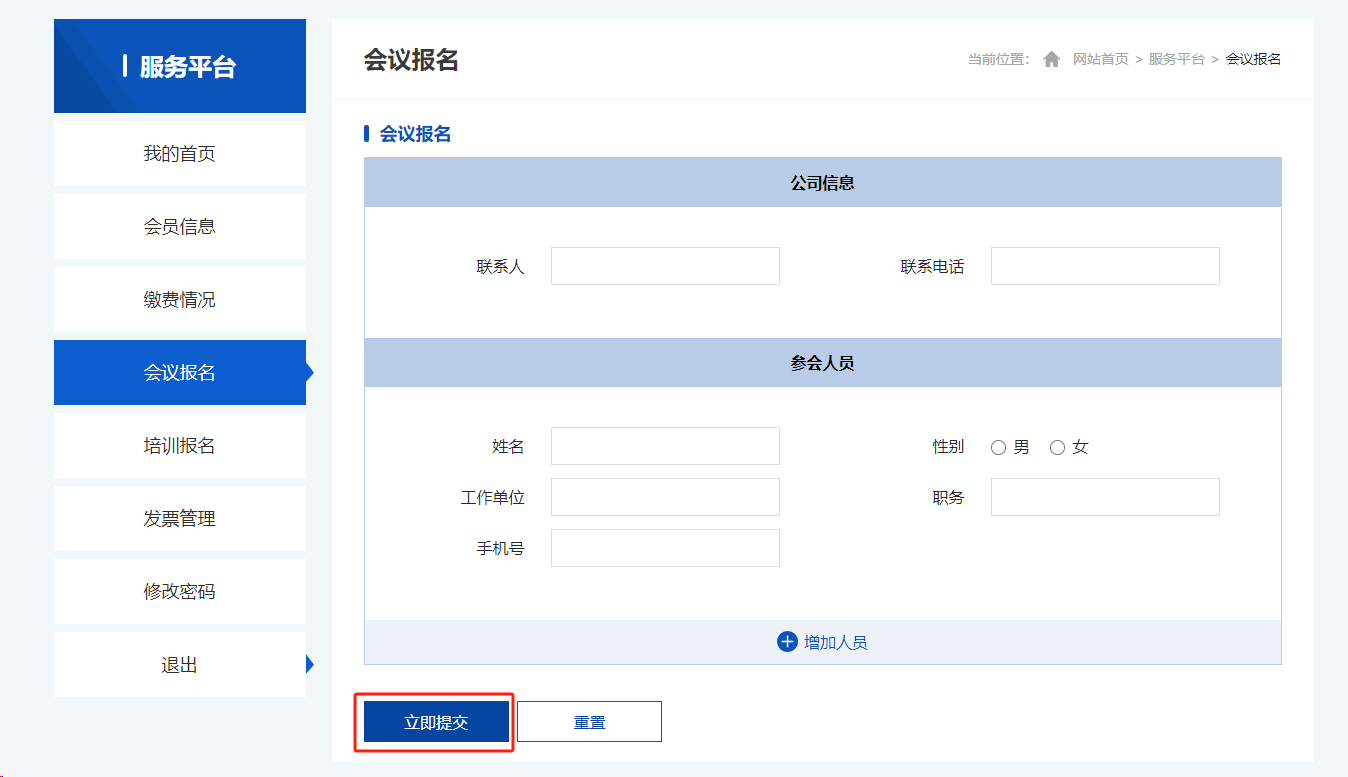 服务平台
我的首页
会员信息
缴费情况
会议报名
培训报名
发票管理
修改密码
退出
会议报名
当前位置： 网站首页 > 服务平台 > 会议报名
会议报名
公司信息
联系人 联系电话
参会人员
姓名 性别 男 女
工作单位 职务
手机号
增加人员
立即提交 重置